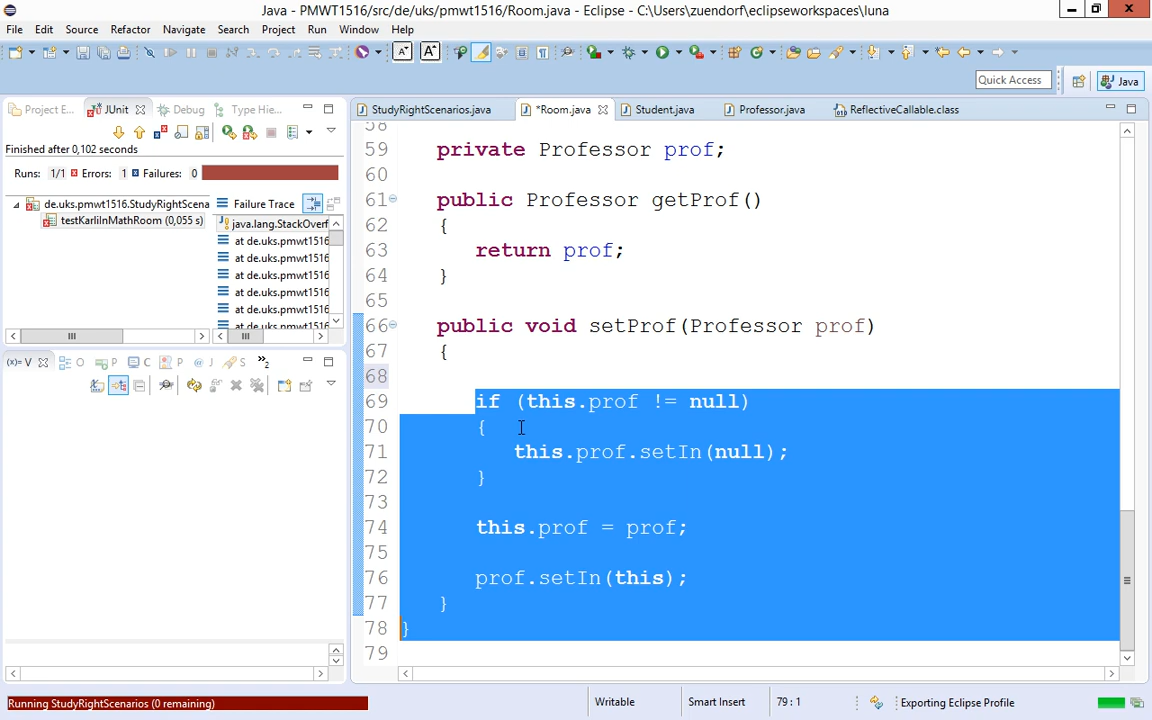 Java - PMWT1516/src/de/uks/pmwt1516/Room.java - Eclipse - C:\Users\zuendorf\eclipseworkspaces\luna
File Edit Source Refactor Navigate Search Project Run Window Help
Quick Access
Java
Project E...
JUnit
Debug
Type Hie...
Finished after 0,102 seconds
Runs: 1/1 Errors: 1 Failures: 0
de.uks.pmwt1516.StudyRightScena
testKarliInMathRoom (0,055 s)
Failure Trace
java.lang.StackOverf
at de.uks.pmwt1516
at de.uks.pmwt1516
at de.uks.pmwt1516
at de.uks.pmwt1516
at de.uks.pmwt1516
at de.uks.pmwt1516
(x)= V O P C P @ J S »2
StudyRightScenarios.java *Room.java Student.java Professor.java ReflectiveCallable.class
58
59 private Professor prof;
60
61 public Professor getProf()
62 {
63 return prof;
64 }
65
66 public void setProf(Professor prof)
67 {
68
69 if (this.prof != null)
70 {
71 this.prof.setIn(null);
72 }
73
74 this.prof = prof;
75
76 prof.setIn(this);
77 }
78 }
79
Running StudyRightScenarios (0 remaining)
Writable
Smart Insert
79 : 1
Exporting Eclipse Profile